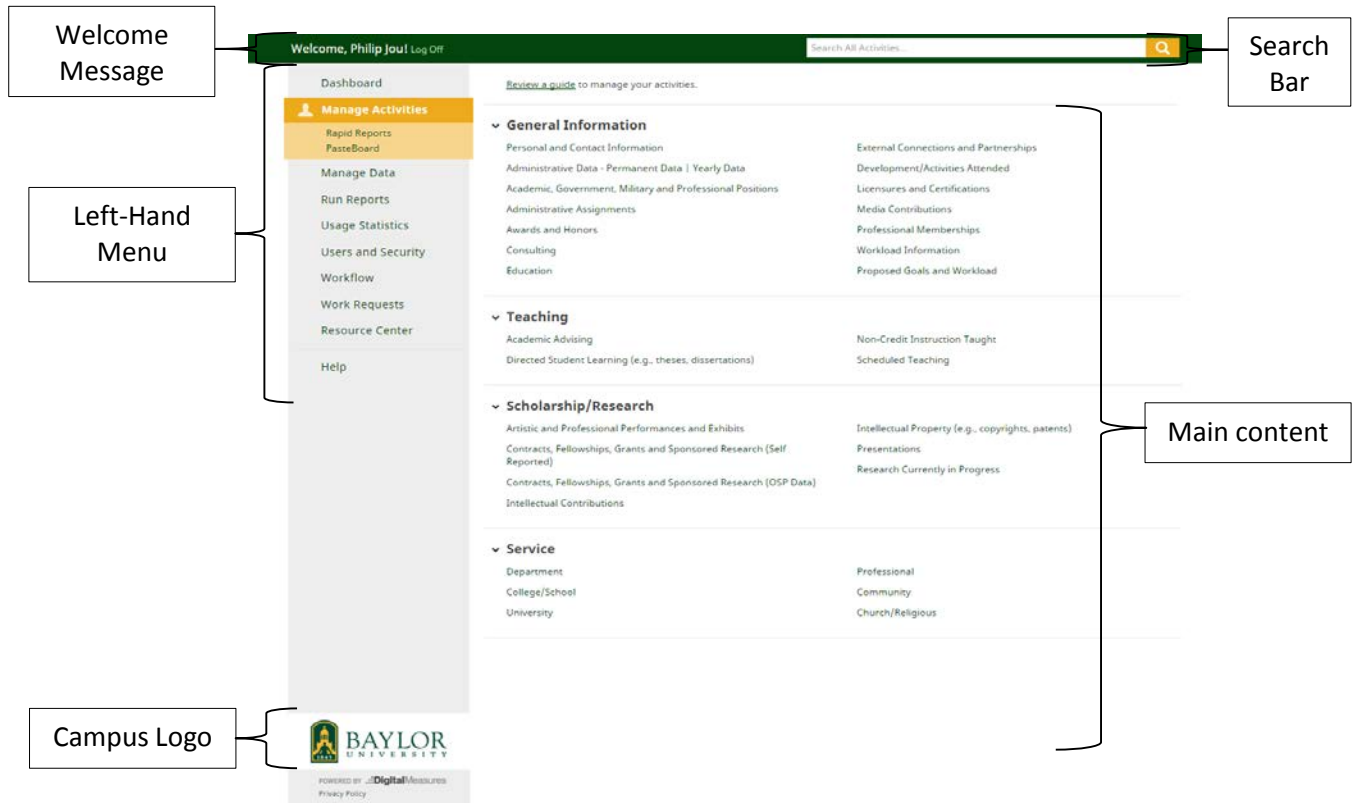 Welcome
Message
Welcome, Philip Jou! Log Off
Search All Activities...
Search
Bar
Left-Hand
Menu
Dashboard
Manage Activities
Rapid Reports
PasteBoard
Manage Data
Run Reports
Usage Statistics
Users and Security
Workflow
Work Requests
Resource Center
Help
Review a guide to manage your activities.
General Information
Personal and Contact Information
Administrative Data - Permanent Data | Yearly Data
Academic, Government, Military and Professional Positions
Administrative Assignments
Awards and Honors
Consulting
Education
External Connections and Partnerships
Development/Activities Attended
Licensures and Certifications
Media Contributions
Professional Memberships
Workload Information
Proposed Goals and Workload
Teaching
Academic Advising
Directed Student Learning (e.g., theses, dissertations)
Non-Credit Instruction Taught
Scheduled Teaching
Scholarship/Research
Artistic and Professional Performances and Exhibits
Contracts, Fellowships, Grants and Sponsored Research (Self
Reported)
Contracts, Fellowships, Grants and Sponsored Research (OSP Data)
Intellectual Contributions
Intellectual Property (e.g., copyrights, patents)
Presentations
Research Currently in Progress
Service
Department
College/School
University
Professional
Community
Church/Religious
Main content
Campus Logo
BAYLOR
UNIVERSITY
POWERED BY DigitalMeasures
Privacy Policy